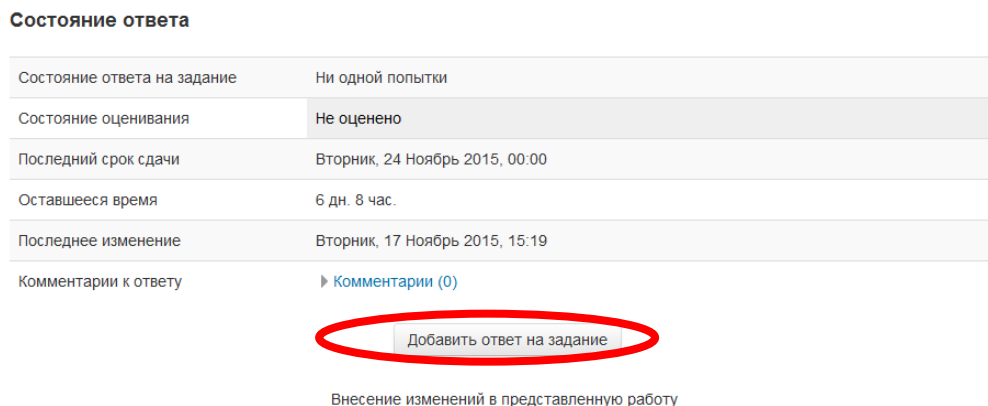 Состояние ответа
Состояние ответа на задание Ни одной попытки
Состояние оценивания Не оценено
Последний срок сдачи Вторник, 24 Ноябрь 2015, 00:00
Оставшееся время 6 дн. 8 час.
Последнее изменение Вторник, 17 Ноябрь 2015, 15:19
Комментарии к ответу Комментарии (0)
Добавить ответ на задание
Внесение изменений в представленную работу